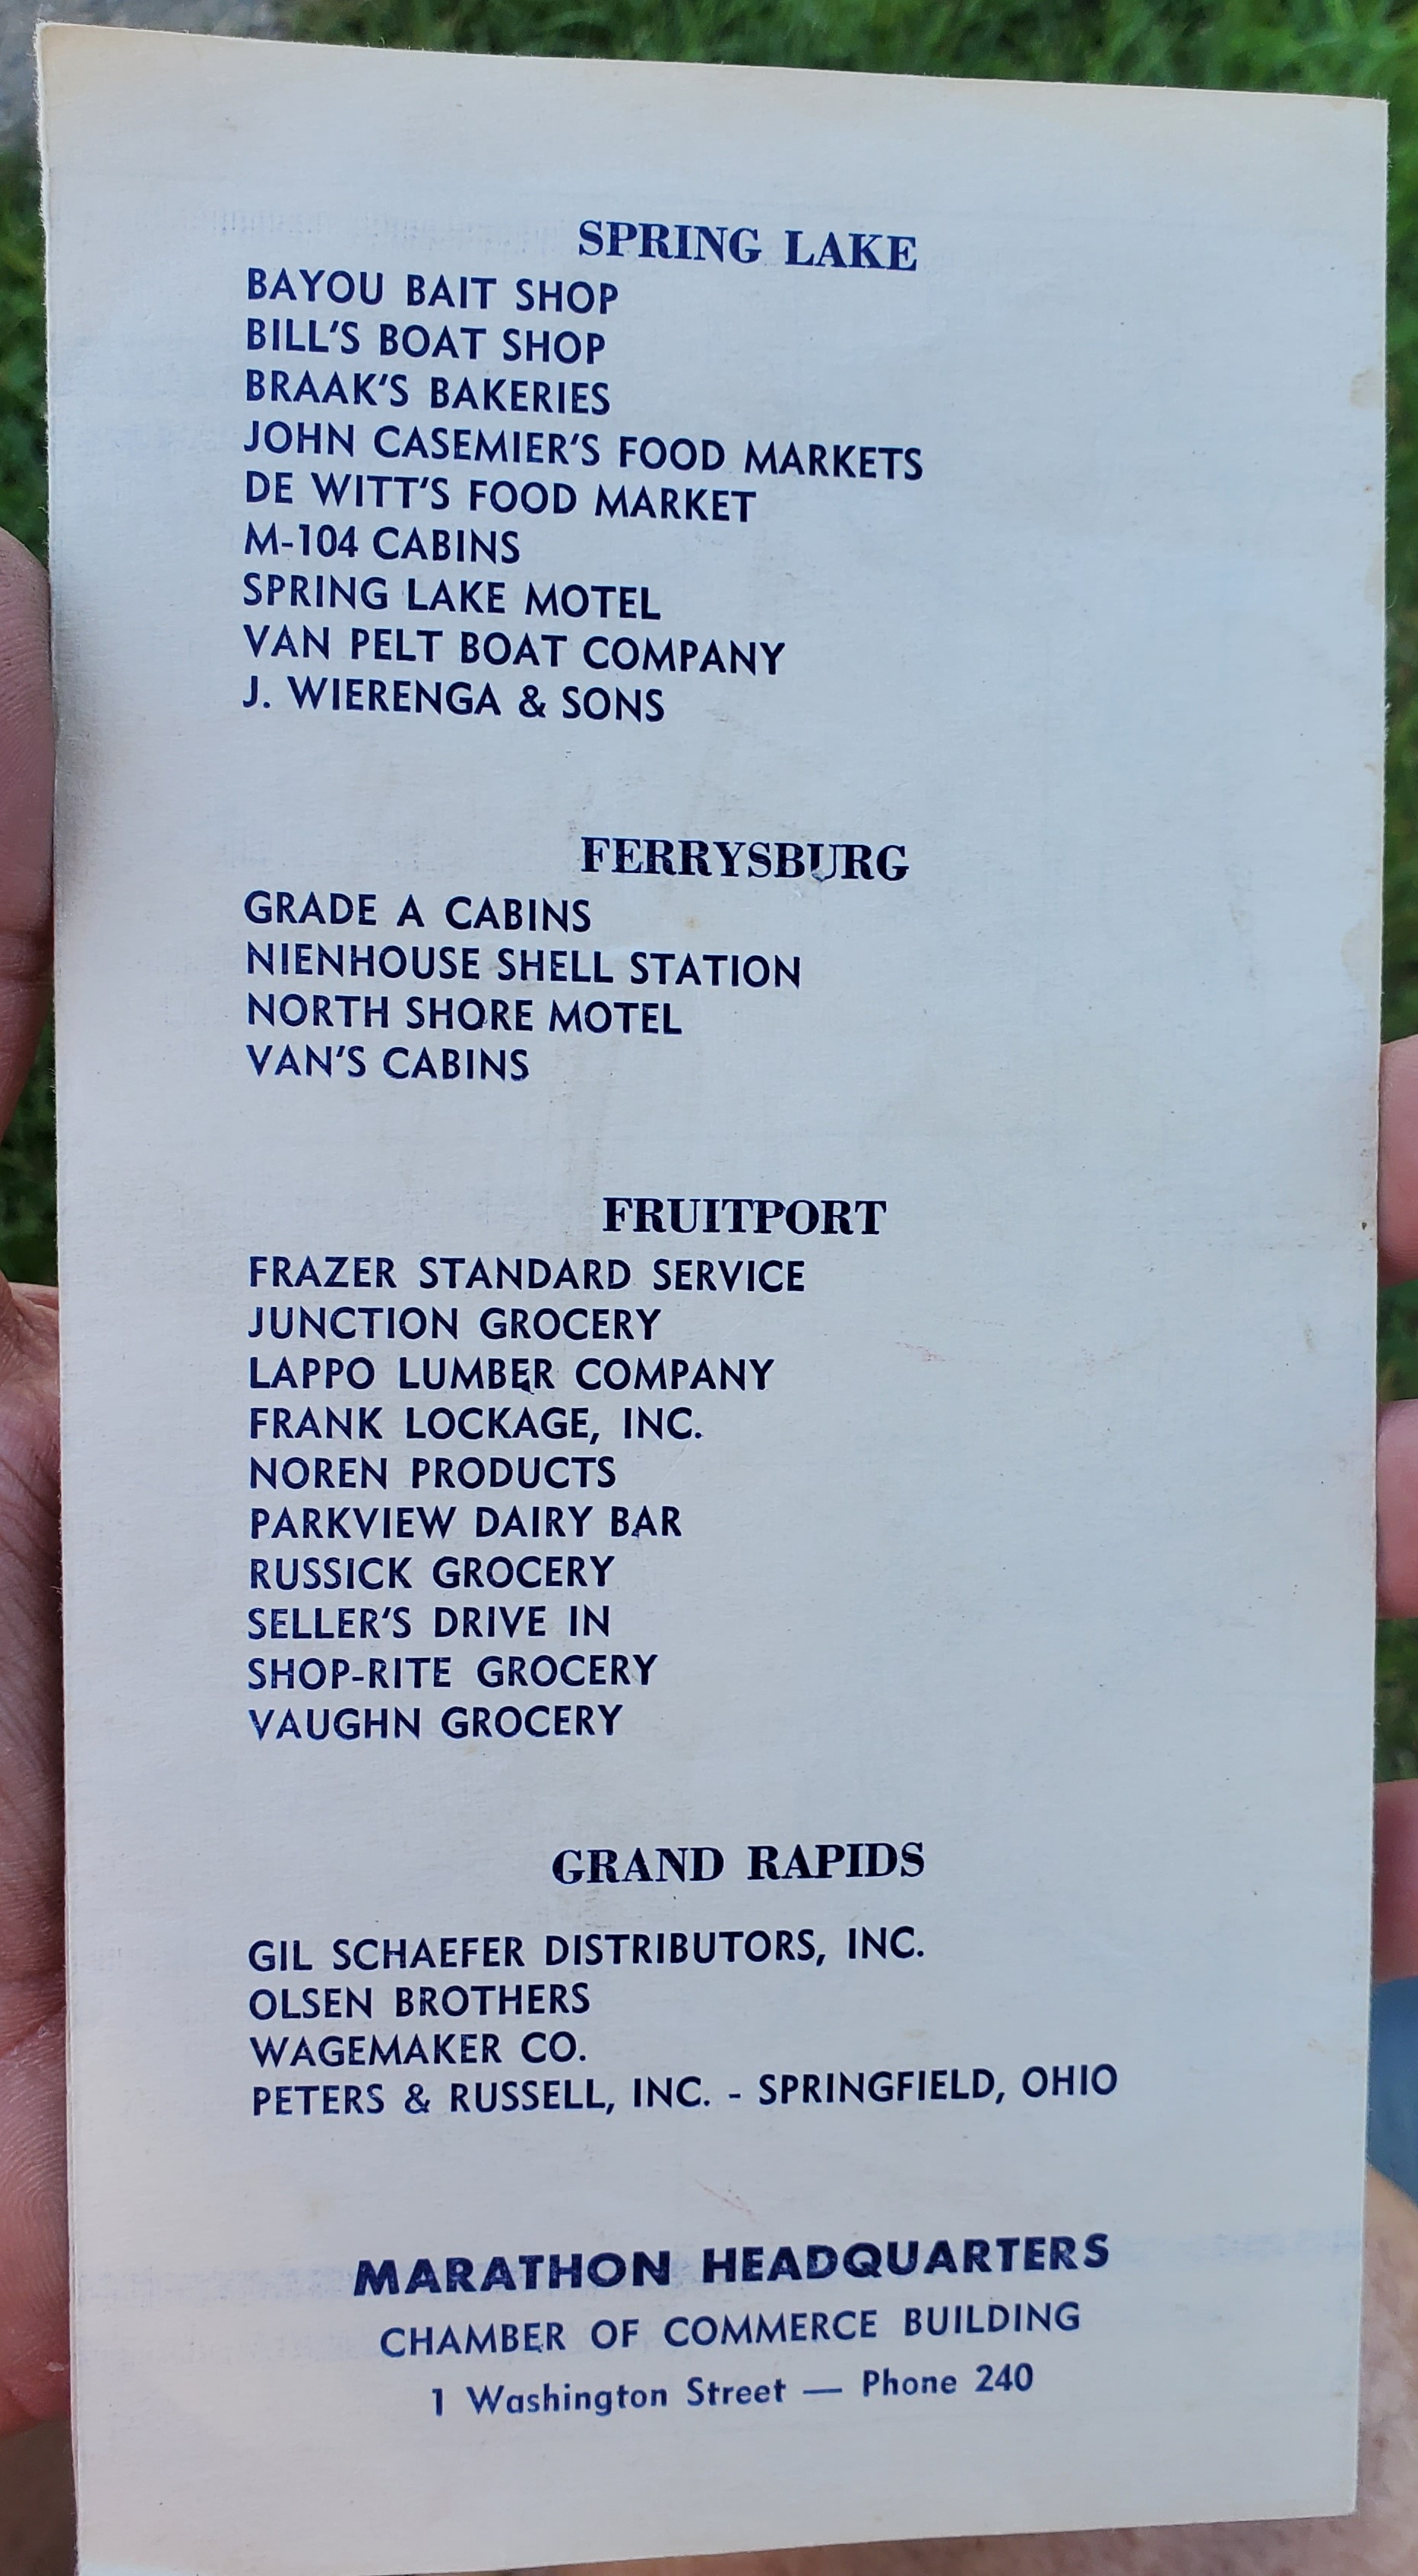 SPRING LAKE
BAYOU BAIT SHOP
BILL'S BOAT SHOP
BRAAK'S BAKERIES
JOHN CASEMIER'S FOOD MARKETS
DE WITT'S FOOD MARKET
M-104 CABINS
SPRING LAKE MOTEL
VAN PELT BOAT COMPANY
J. WIERENGA & SONS
FERRYSBURG
GRADE A CABINS
NIENHOUSE SHELL STATION
NORTH SHORE MOTEL
VAN'S CABINS
FRUITPORT
FRAZER STANDARD SERVICE
JUNCTION GROCERY
LAPPO LUMBER COMPANY
FRANK LOCKAGE, INC.
NOREN PRODUCTS
PARKVIEW DAIRY BAR
RUSSICK GROCERY
SELLER'S DRIVE IN
SHOP-RITE GROCERY
VAUGHN GROCERY
GRAND RAPIDS
GIL SCHAEFER DISTRIBUTORS, INC.
OLSEN BROTHERS
WAGEMAKER CO.
PETERS & RUSSELL, INC. - SPRINGFIELD, OHIO
MARATHON HEADQUARTERS
CHAMBER OF COMMERCE BUILDING
1 Washington Street — Phone 240